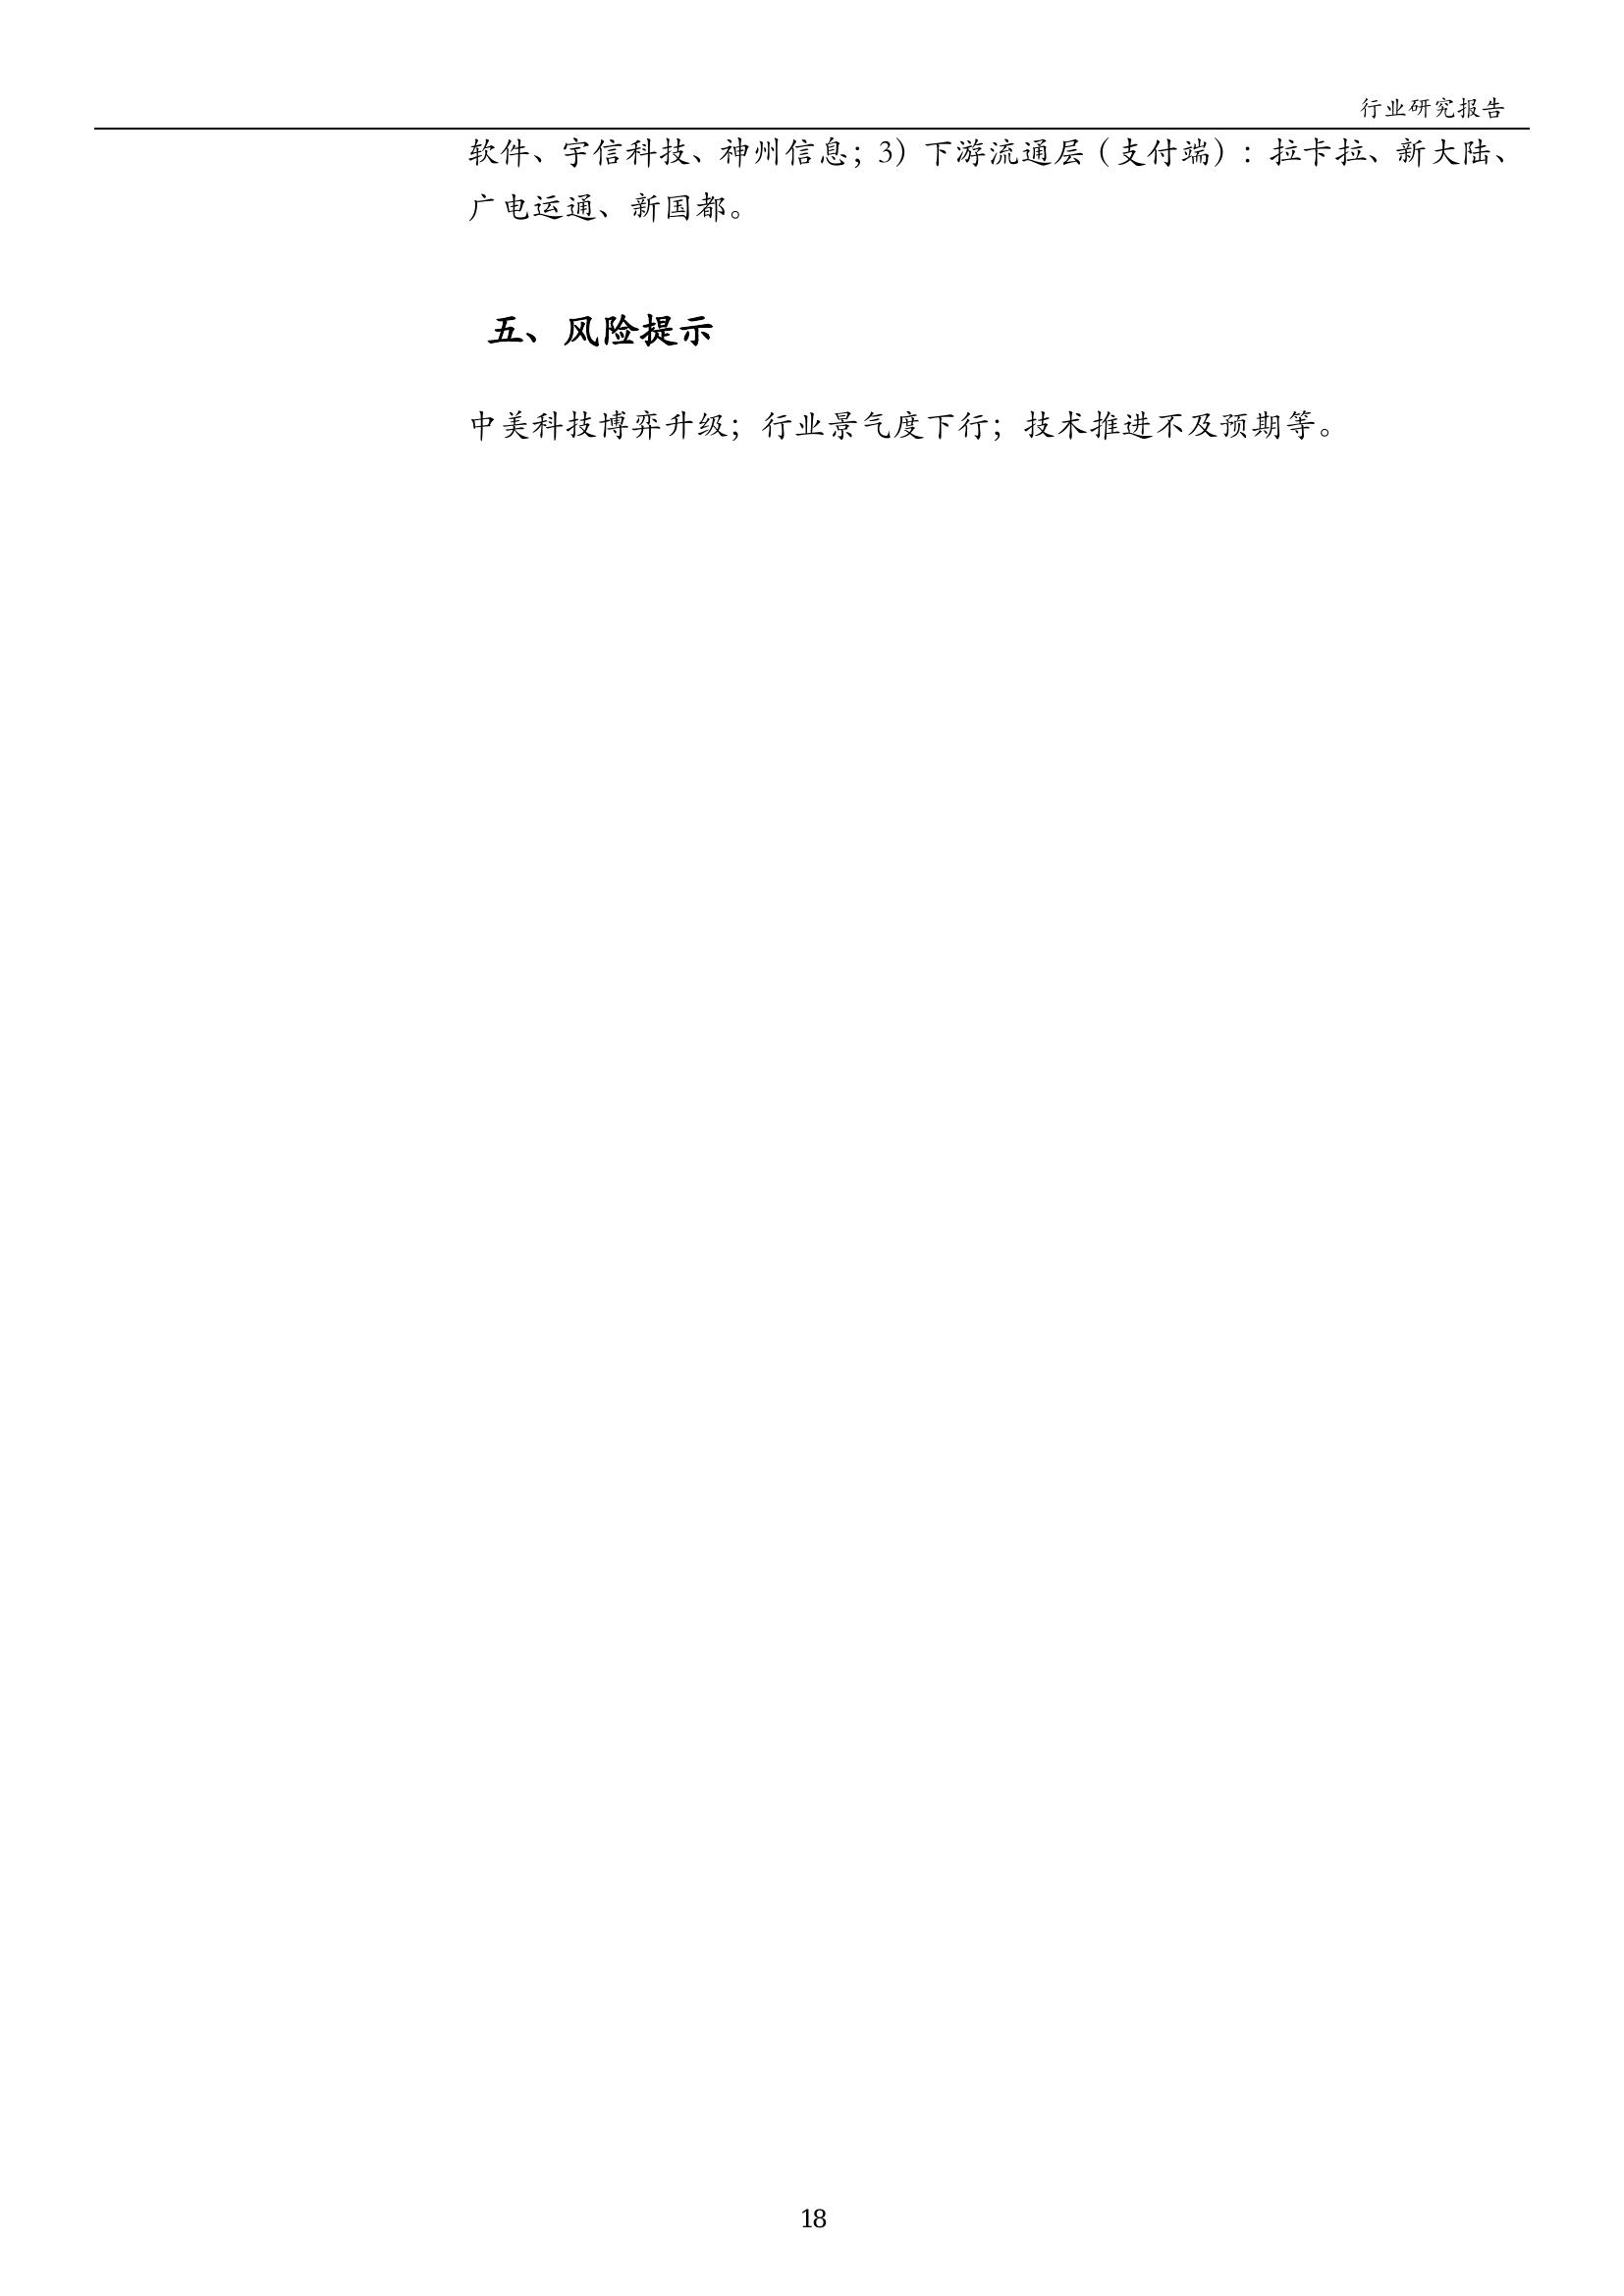 行业研究报告
软件、宇信科技、神州信息；3）下游流通层（支付端）：拉卡拉、新大陆、
广电运通、新国都。
五、风险提示
中美科技博弈升级；行业景气度下行；技术推进不及预期等。
18